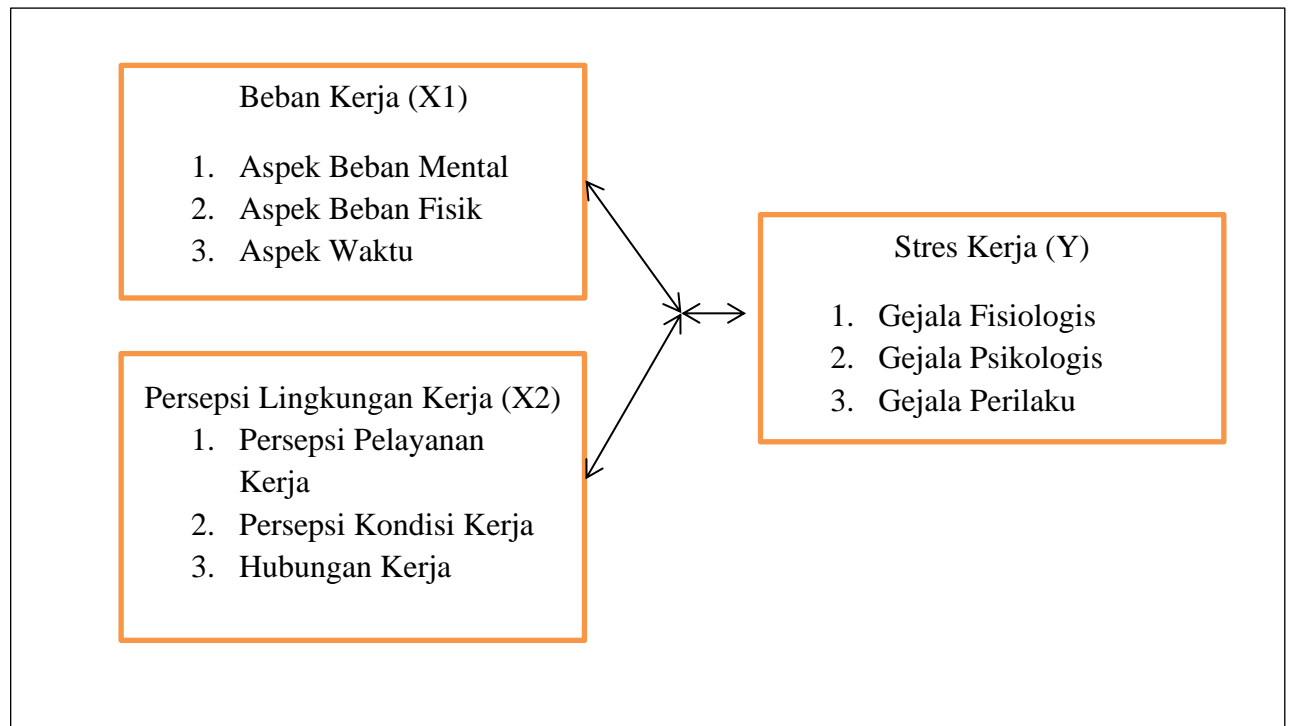 Beban Kerja (X1)
1. Aspek Beban Mental
2. Aspek Beban Fisik
3. Aspek Waktu
Persepsi Lingkungan Kerja (X2)
1. Persepsi Pelayanan
Kerja
2. Persepsi Kondisi Kerja
3. Hubungan Kerja
Stres Kerja (Y)
1. Gejala Fisiologis
2. Gejala Psikologis
3. Gejala Perilaku